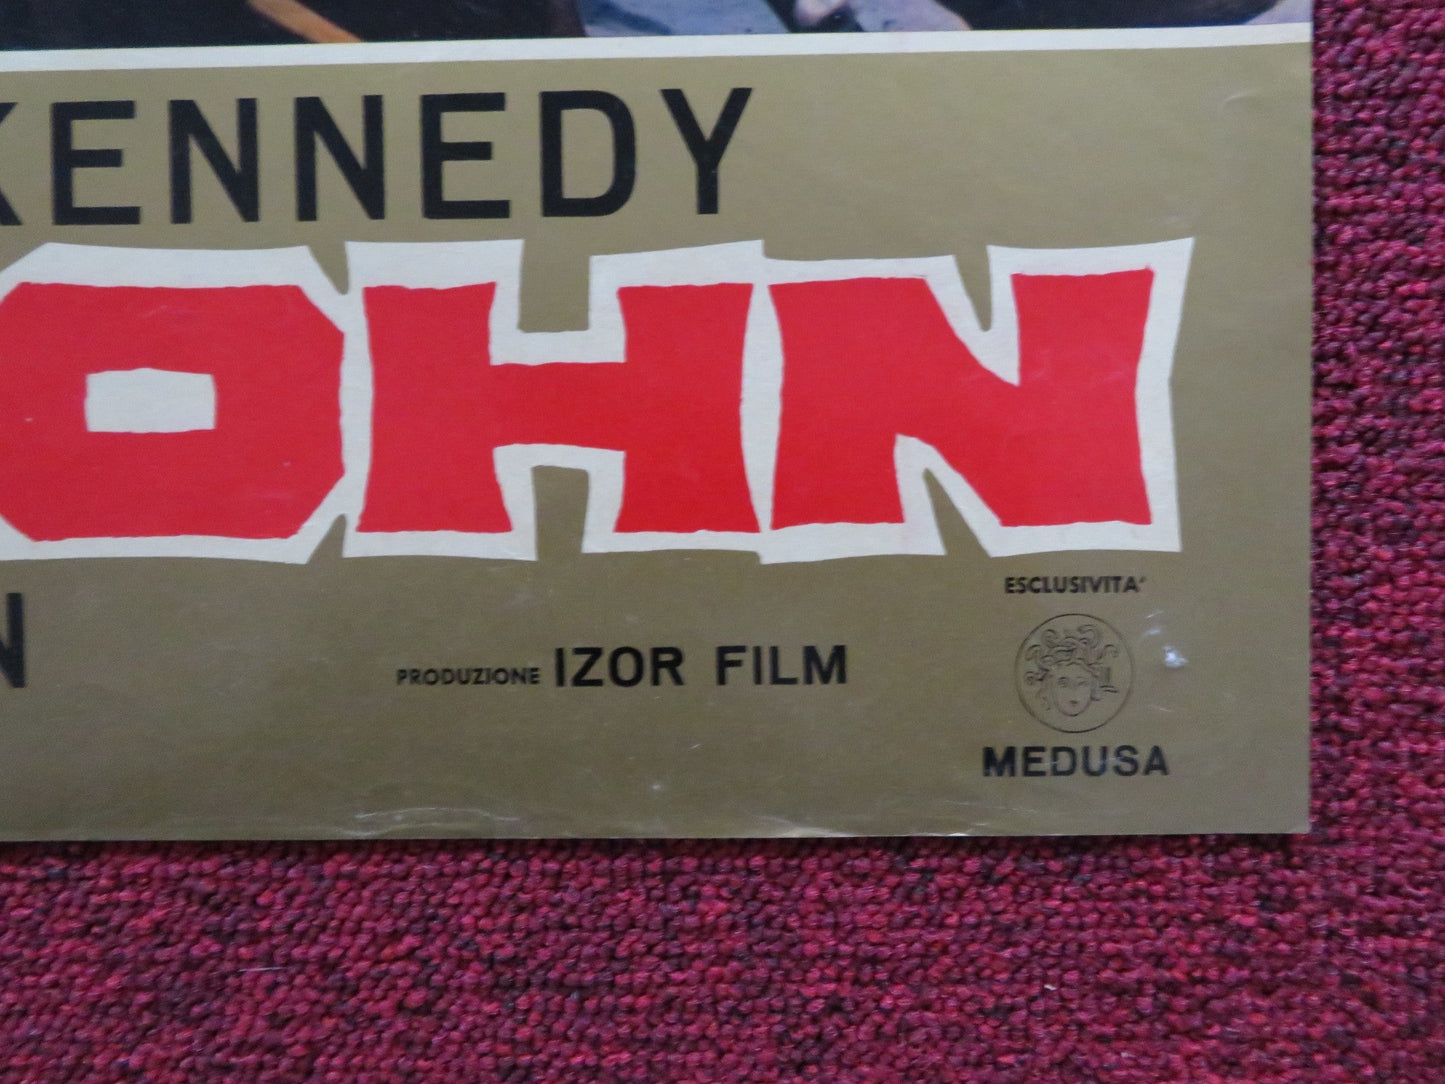 KENNEDY
OHN
N
ESCLUSIVITA'
PRODUZIONE IZOR FILM
MEDUSA